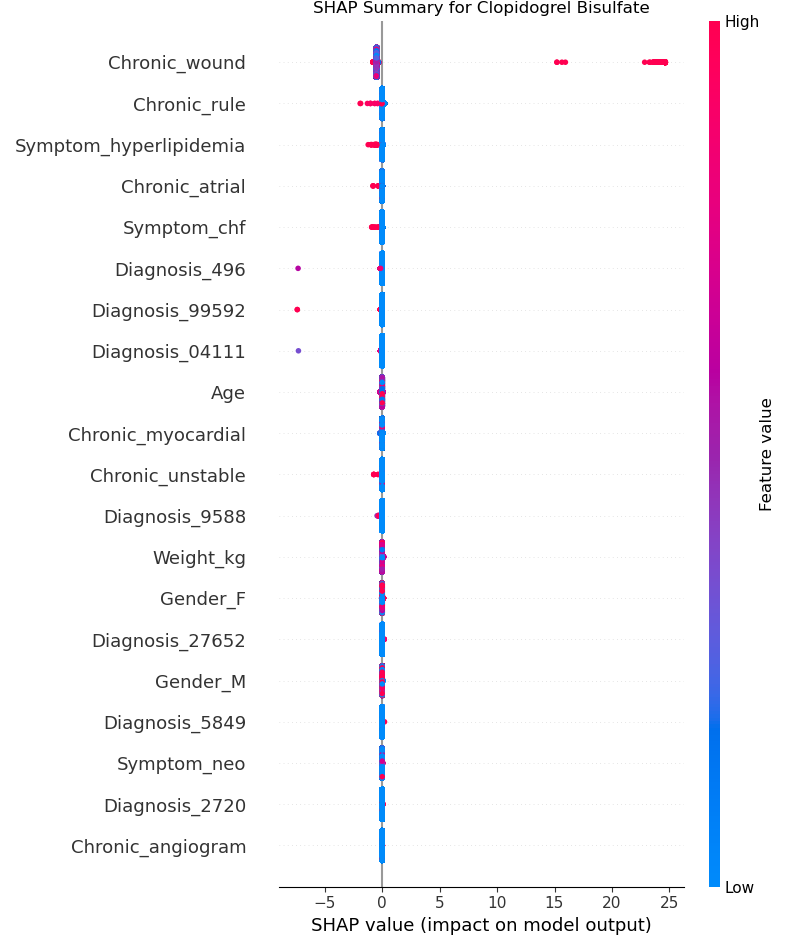 SHAP Summary for Clopidogrel Bisulfate
High
Chronic_wound
Chronic_rule
Symptom_hyperlipidemia
Chronic_atrial
Symptom_chf
Diagnosis_496
Diagnosis_99592
Diagnosis_04111
Age
Chronic_myocardial
Chronic_unstable
Diagnosis_9588
Weight_kg
Gender_F
Diagnosis_27652
Gender_M
Diagnosis_5849
Symptom_neo
Diagnosis_2720
Chronic_angiogram
Feature value
Low
−5 0 5 10 15 20 25
SHAP value (impact on model output)